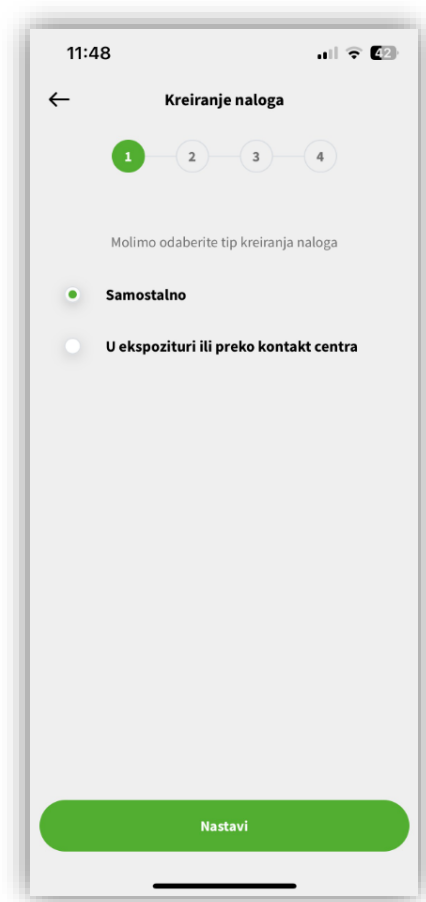 11:48
42
Kreiranje naloga
1 2 3 4
Molimo odaberite tip kreiranja naloga
Samostalno
U ekspozituri ili preko kontakt centra
Nastavi